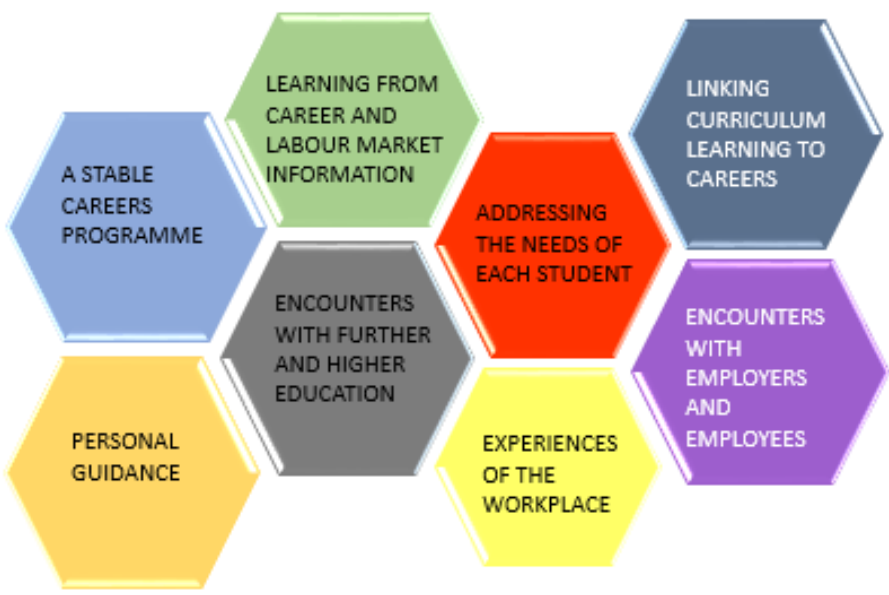 A STABLE
CAREERS
PROGRAMME
LEARNING FROM
CAREER AND
LABOUR MARKET
INFORMATION
ADDRESSING
THE NEEDS OF
EACH STUDENT
LINKING
CURRICULUM
LEARNING TO
CAREERS
PERSONAL
GUIDANCE
ENCOUNTERS
WITH FURTHER
AND HIGHER
EDUCATION
EXPERIENCES
OF THE
WORKPLACE
ENCOUNTERS
WITH
EMPLOYERS
AND
EMPLOYEES